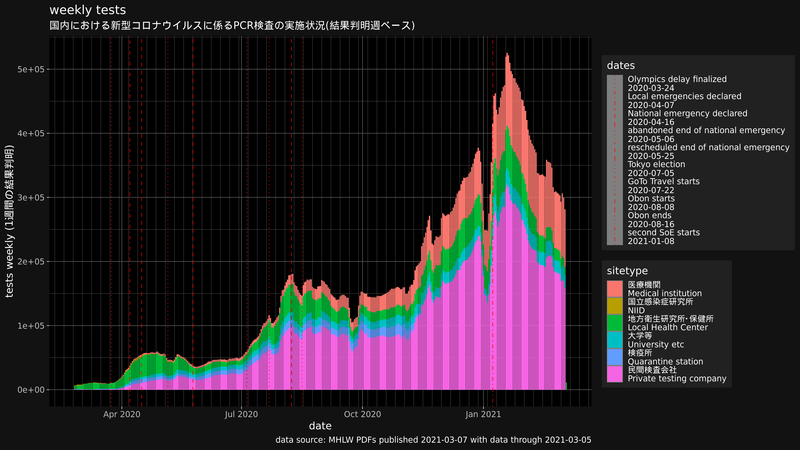 weekly tests
国内における新型コロナウイルスに係るPCR検査の実施状況(結果判明週ベース)
tests weekly (1週間の結果判明)
5e+05
4e+05
3e+05
2e+05
1e+05
0e+00
Apr 2020
Jul 2020
Oct 2020
Jan 2021
date
data source: MHLW PDFs published 2021-03-07 with data through 2021-03-05
dates
Olympics delay finalized
2020-03-24
Local emergencies declared
2020-04-07
National emergency declared
2020-04-16
abandoned end of national emergency
2020-05-06
rescheduled end of national emergency
2020-05-25
Tokyo election
2020-07-05
GoTo Travel starts
2020-07-22
Obon starts
2020-08-08
Obon ends
2020-08-16
second SoE starts
2021-01-08
sitetype
医療機関
Medical institution
国立感染症研究所
NIID
地方衛生研究所･保健所
Local Health Center
大学等
University etc
検疫所
Quarantine station
民間検査会社
Private testing company